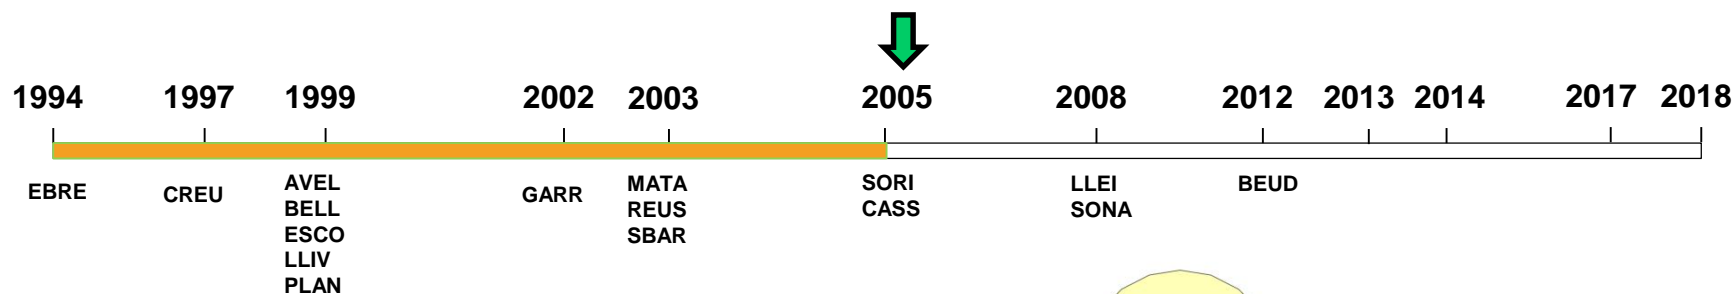 1994 1997 1999 2002 2003 2005 2008 2012 2013 2014 2017 2018
EBRE
CREU
AVEL
BELL
ESCO
LLIV
PLAN
GARR
MATA
REUS
SBAR
SORI
CASS
LLEI
SONA
BEUD